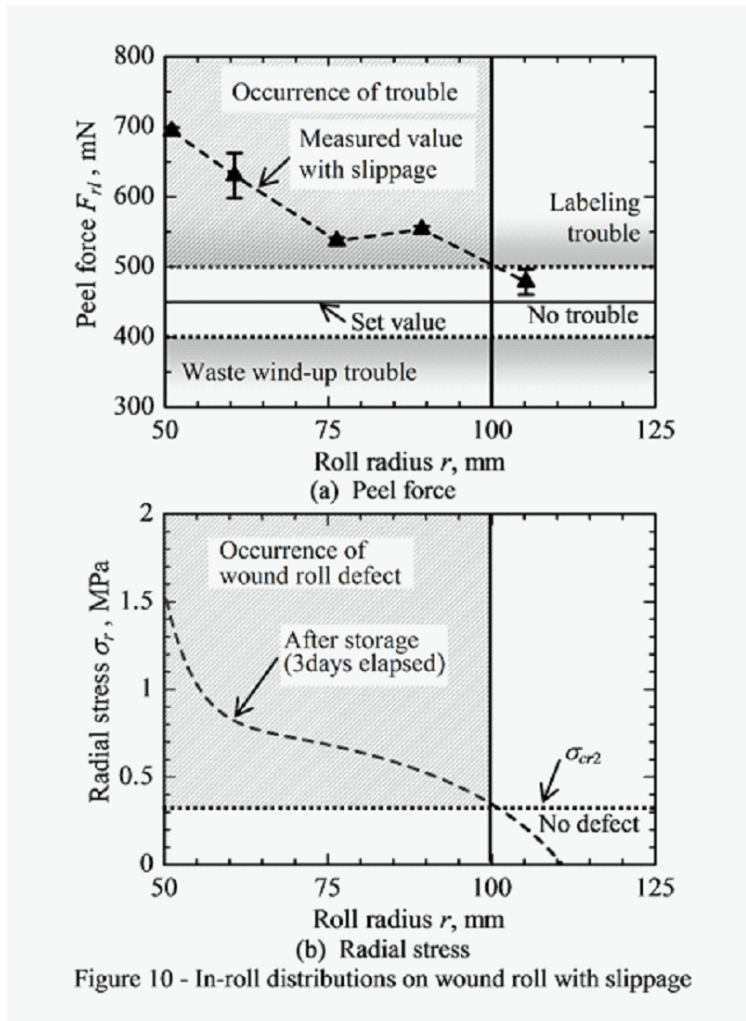 800
700
600
500
400
300
Peel force F_rl , mN
Occurrence of trouble
Measured value
with slippage
Labeling
trouble
Set value
No trouble
Waste wind-up trouble
50
75
100
125
Roll radius r, mm
(a) Peel force
2
1.5
1
0.5
0
Radial stress σ_r , MPa
Occurrence of
wound roll defect
After storage
(3days elapsed)
σ_cr2
No defect
50
75
100
125
Roll radius r, mm
(b) Radial stress
Figure 10 - In-roll distributions on wound roll with slippage